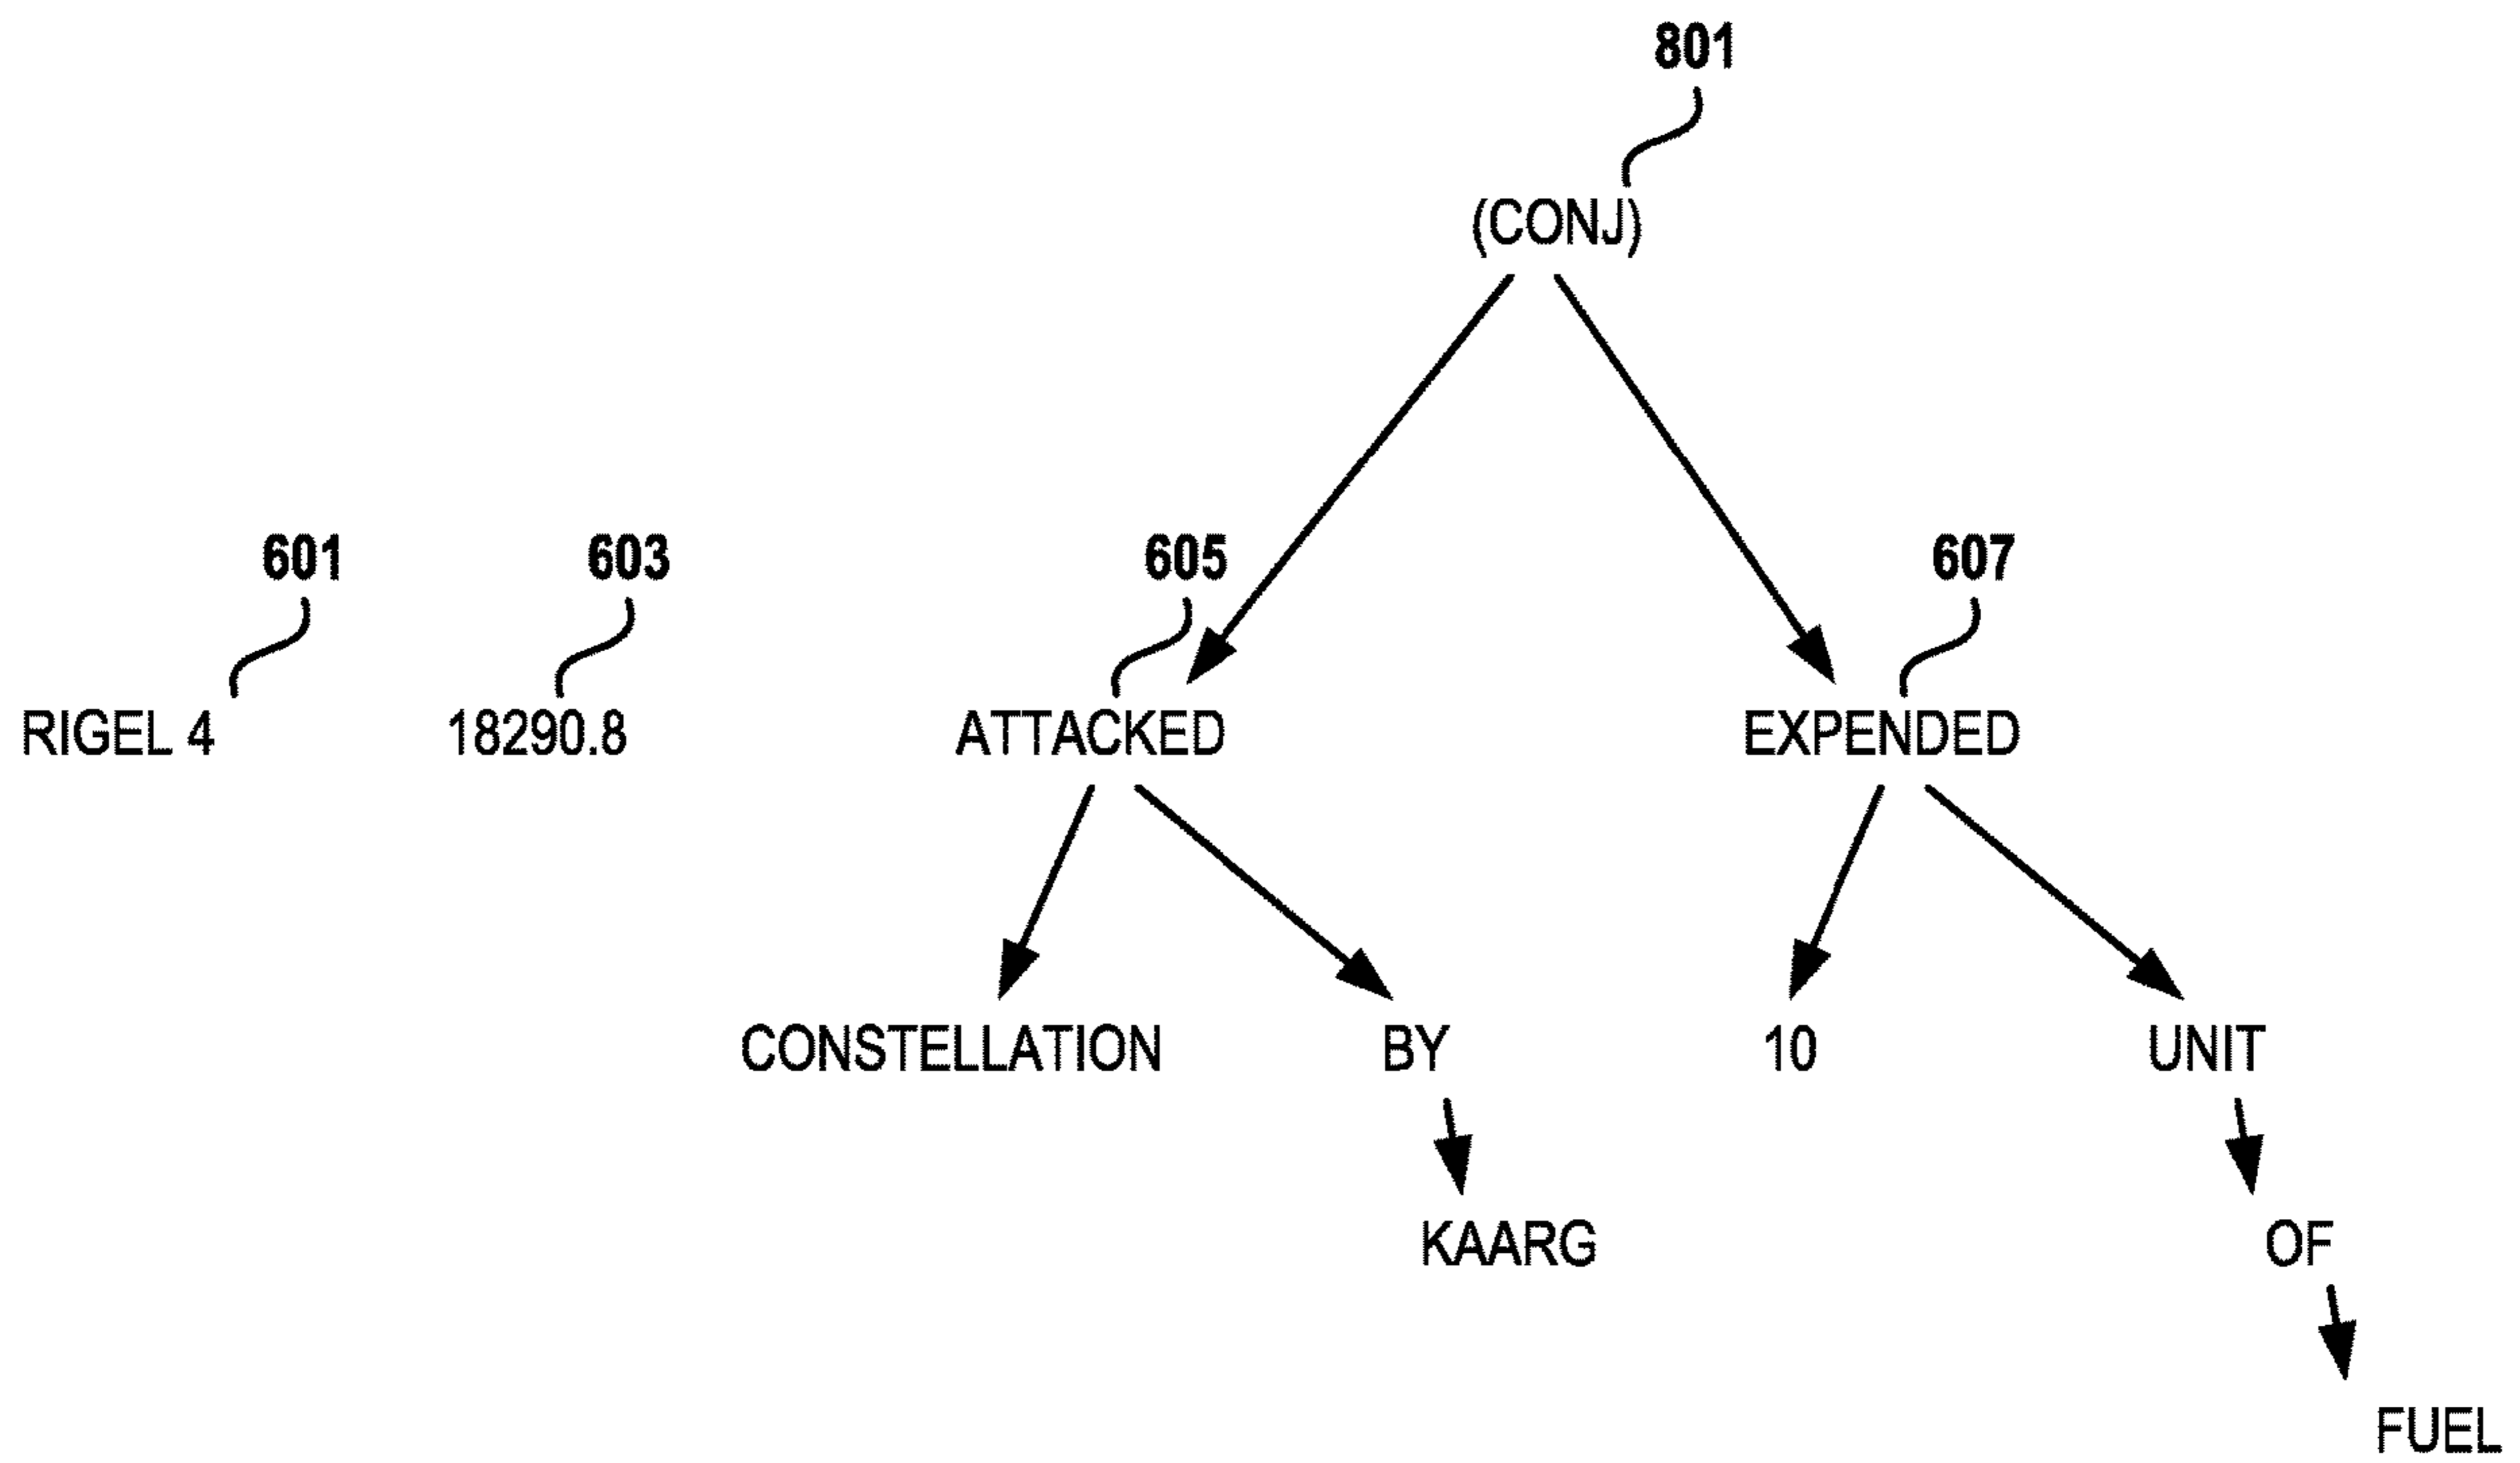 801
(CONJ)
601 603 605 607
RIGEL 4 18290.8 ATTACKED EXPENDED
CONSTELLATION BY 10 UNIT
KAARG OF
FUEL